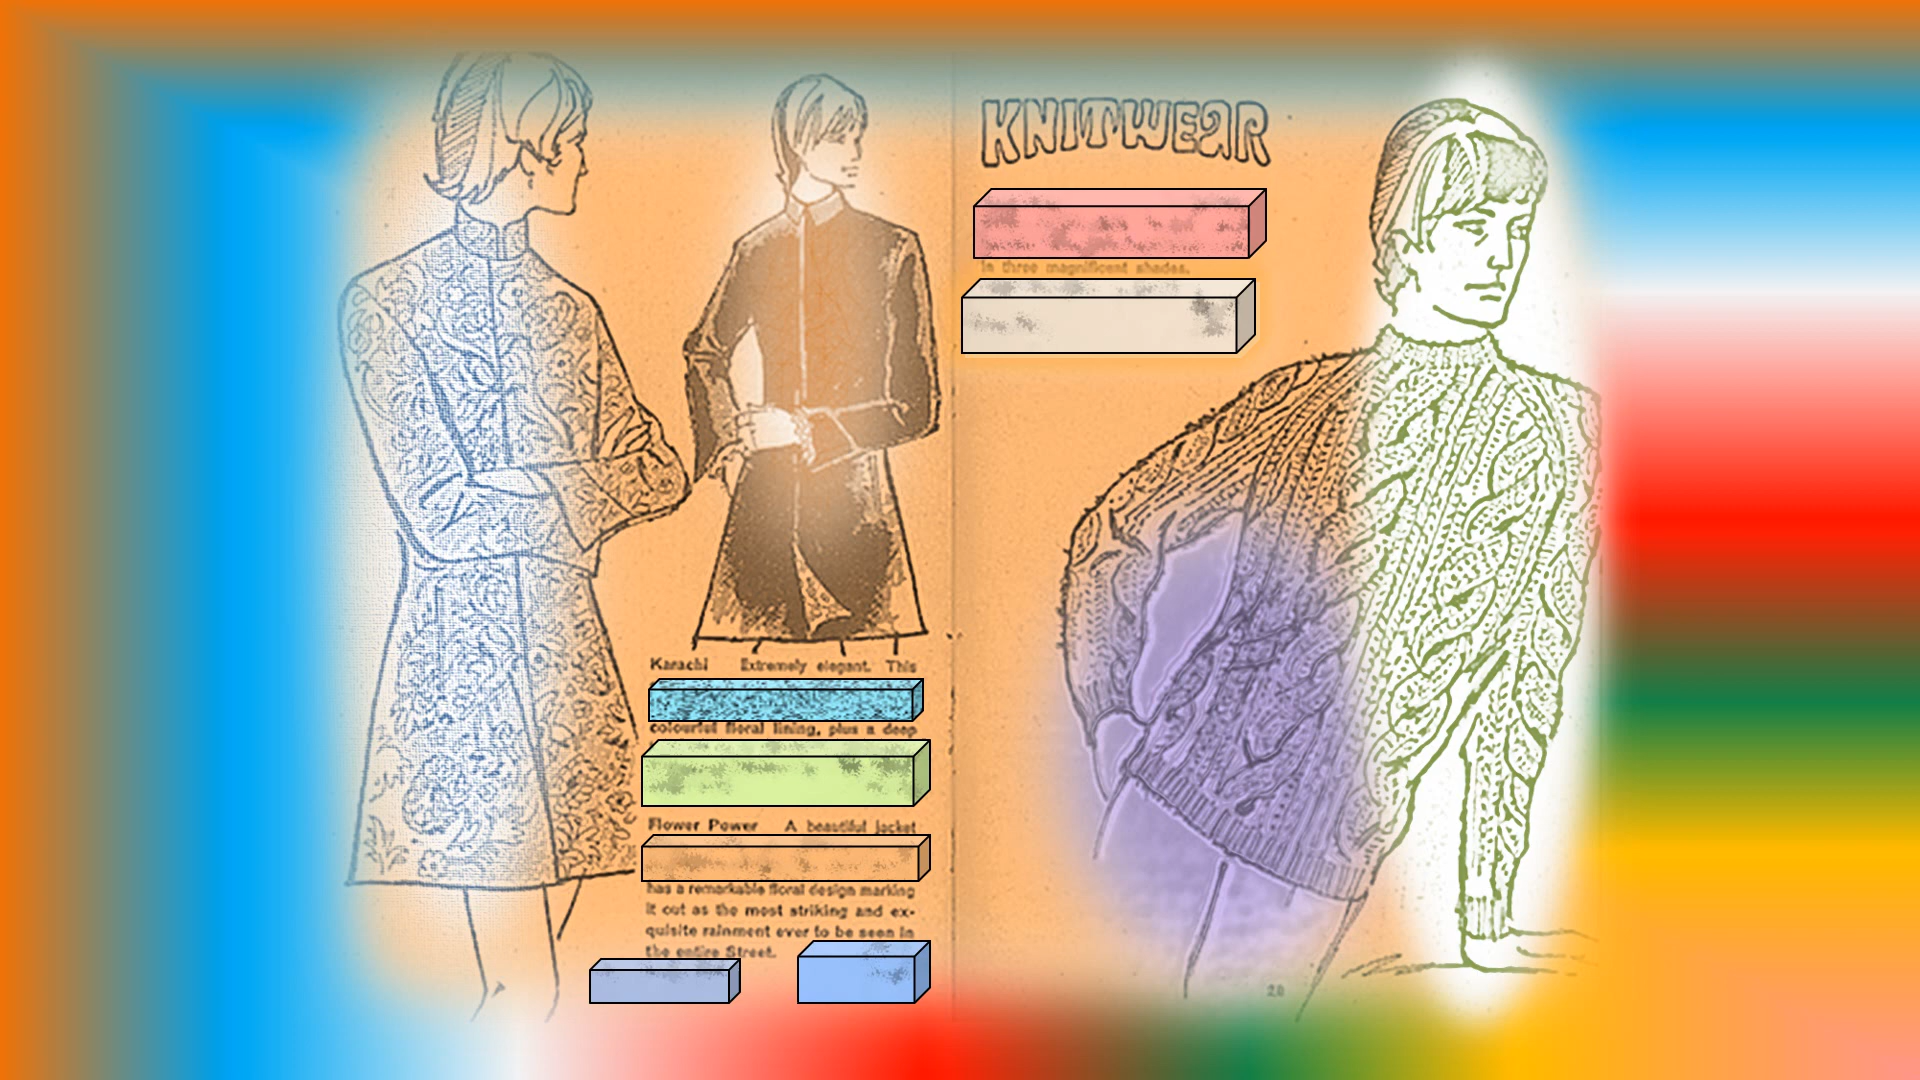 Karachi Extremely elegant. This
colourful floral lining, plus a deep
Flower Power A beautiful jacket
has a remarkable floral design marking
it out as the most striking and ex-
quisite rainment ever to be seen in
the entire Street.
KNITWEAR
in three magnificent shades.
28